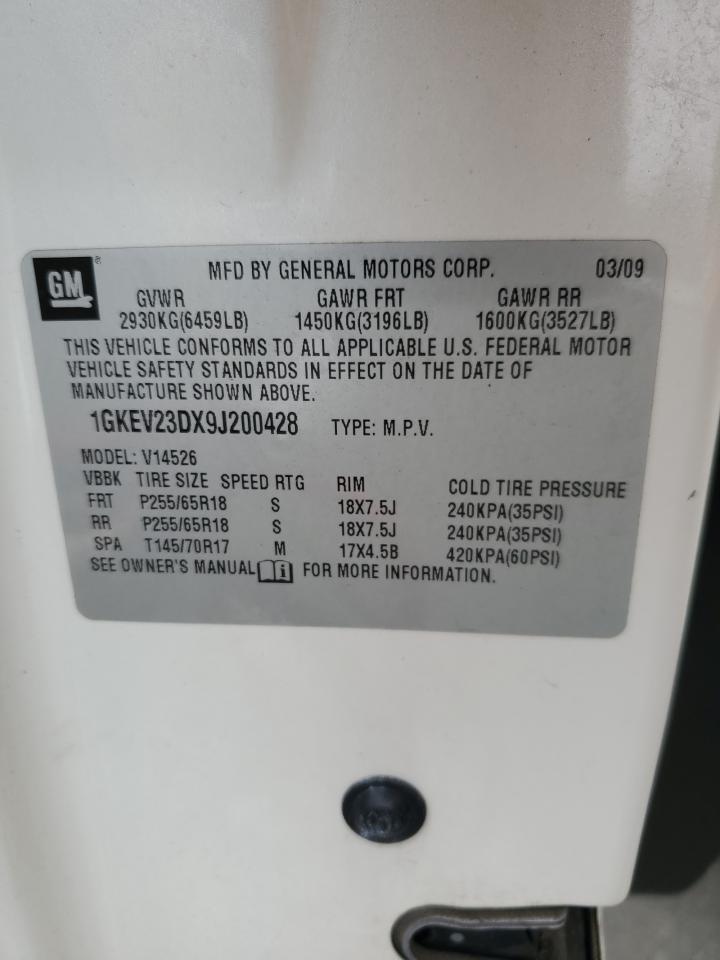 GM®
MFD BY GENERAL MOTORS CORP. 03/09
GVWR GAWR FRT GAWR RR
2930KG(6459LB) 1450KG(3196LB) 1600KG(3527LB)
THIS VEHICLE CONFORMS TO ALL APPLICABLE U.S. FEDERAL MOTOR
VEHICLE SAFETY STANDARDS IN EFFECT ON THE DATE OF
MANUFACTURE SHOWN ABOVE.
1GKEV23DX9J200428 TYPE: M.P.V.
MODEL: V14526
VBBK TIRE SIZE SPEED RTG RIM COLD TIRE PRESSURE
FRT P255/65R18 S 18X7.5J 240KPA(35PSI)
RR P255/65R18 S 18X7.5J 240KPA(35PSI)
SPA T145/70R17 M 17X4.5B 420KPA(60PSI)
SEE OWNER'S MANUAL i FOR MORE INFORMATION.